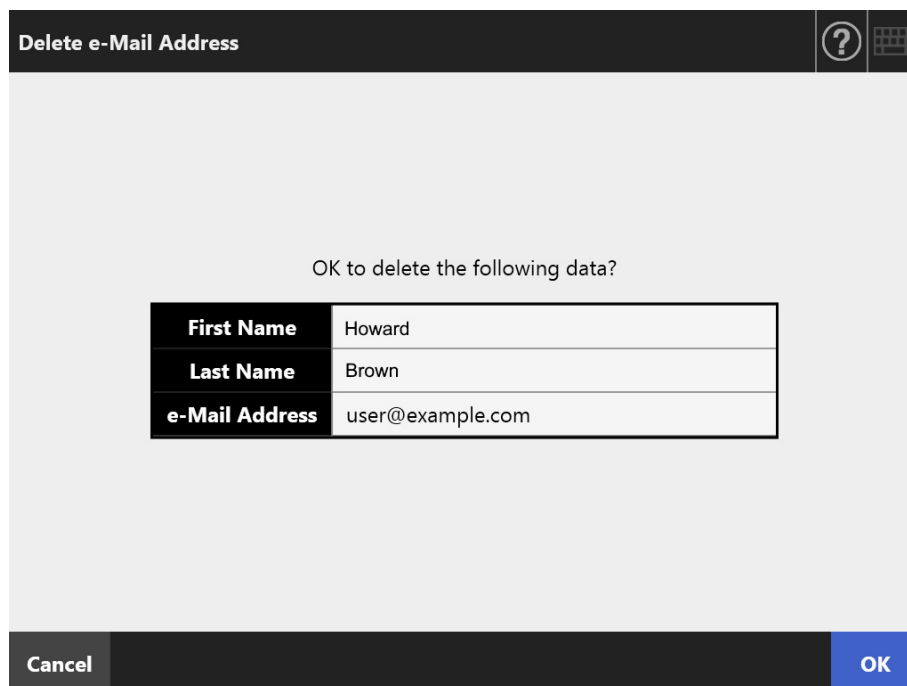 Delete e-Mail Address
?
OK to delete the following data?
First Name Howard
Last Name Brown
e-Mail Address user@example.com
Cancel OK